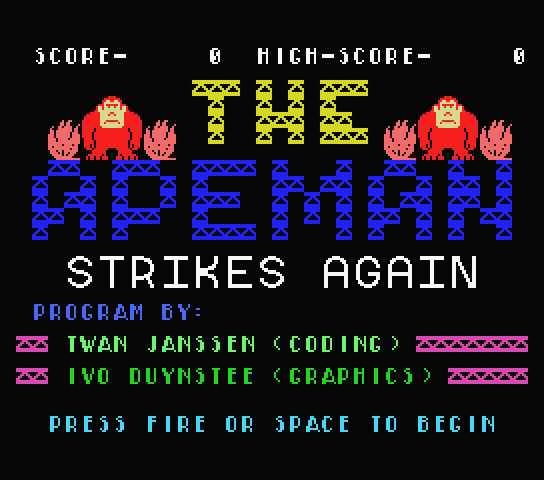 SCORE- 0 HIGH-SCORE- 0
THE
APEMAN
STRIKES AGAIN
PROGRAM BY:
TWAN JANSSEN (CODING)
IVO DUYNSTEE (GRAPHICS)
PRESS FIRE OR SPACE TO BEGIN